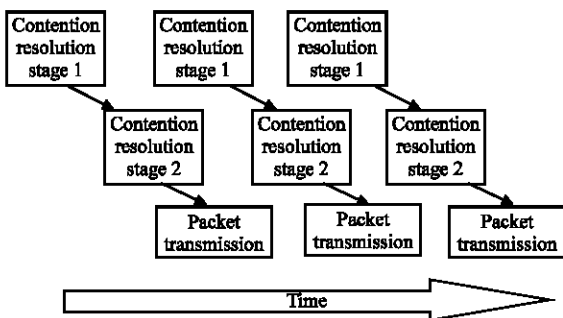 Contention
resolution
stage 1
Contention
resolution
stage 1
Contention
resolution
stage 1
Contention
resolution
stage 2
Contention
resolution
stage 2
Contention
resolution
stage 2
Packet
transmission
Packet
transmission
Packet
transmission
Time